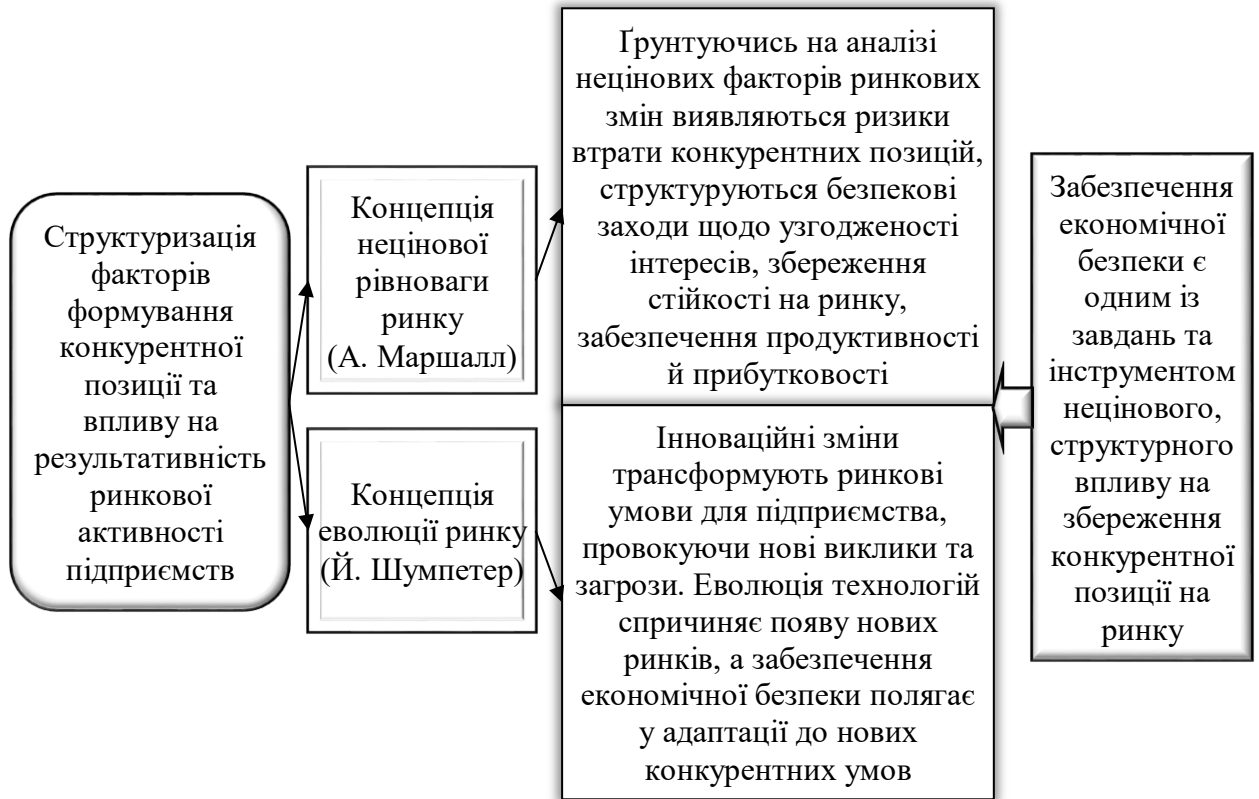 Структуризація
факторів
формування
конкурентної
позиції та
впливу на
результативність
ринкової
активності
підприємств
Концепція
нецінової
рівноваги
ринку
(А. Маршалл)
Концепція
еволюції ринку
(Й. Шумпетер)
Ґрунтуючись на аналізі
нецінових факторів ринкових
змін виявляються ризики
втрати конкурентних позицій,
структуруються безпекові
заходи щодо узгодженості
інтересів, збереження
стійкості на ринку,
забезпечення продуктивності
й прибутковості
Інноваційні зміни
трансформують ринкові
умови для підприємства,
провокуючи нові виклики та
загрози. Еволюція технологій
спричиняє появу нових
ринків, а забезпечення
економічної безпеки полягає
у адаптації до нових
конкурентних умов
Забезпечення
економічної
безпеки є
одним із
завдань та
інструментом
нецінового,
структурного
впливу на
збереження
конкурентної
позиції на
ринку